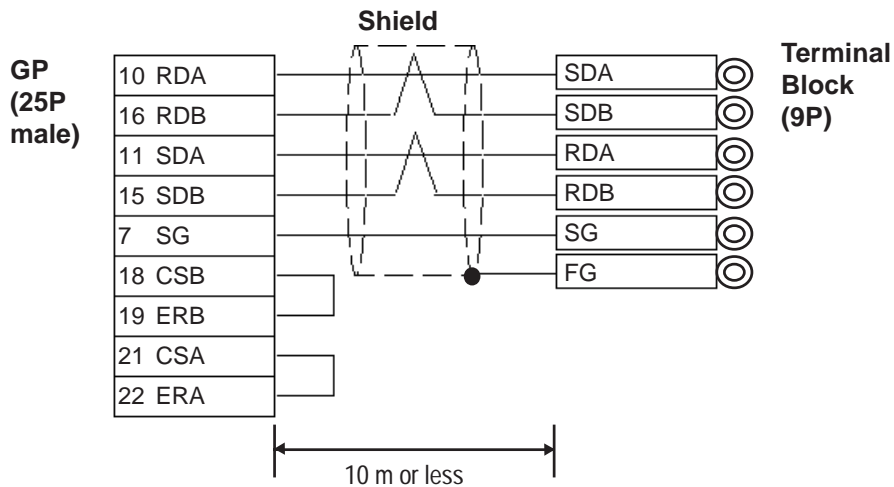 Shield
GP
(25P
male)
10 RDA
16 RDB
11 SDA
15 SDB
7 SG
18 CSB
19 ERB
21 CSA
22 ERA
SDA
SDB
RDA
RDB
SG
FG
Terminal
Block
(9P)
10 m or less